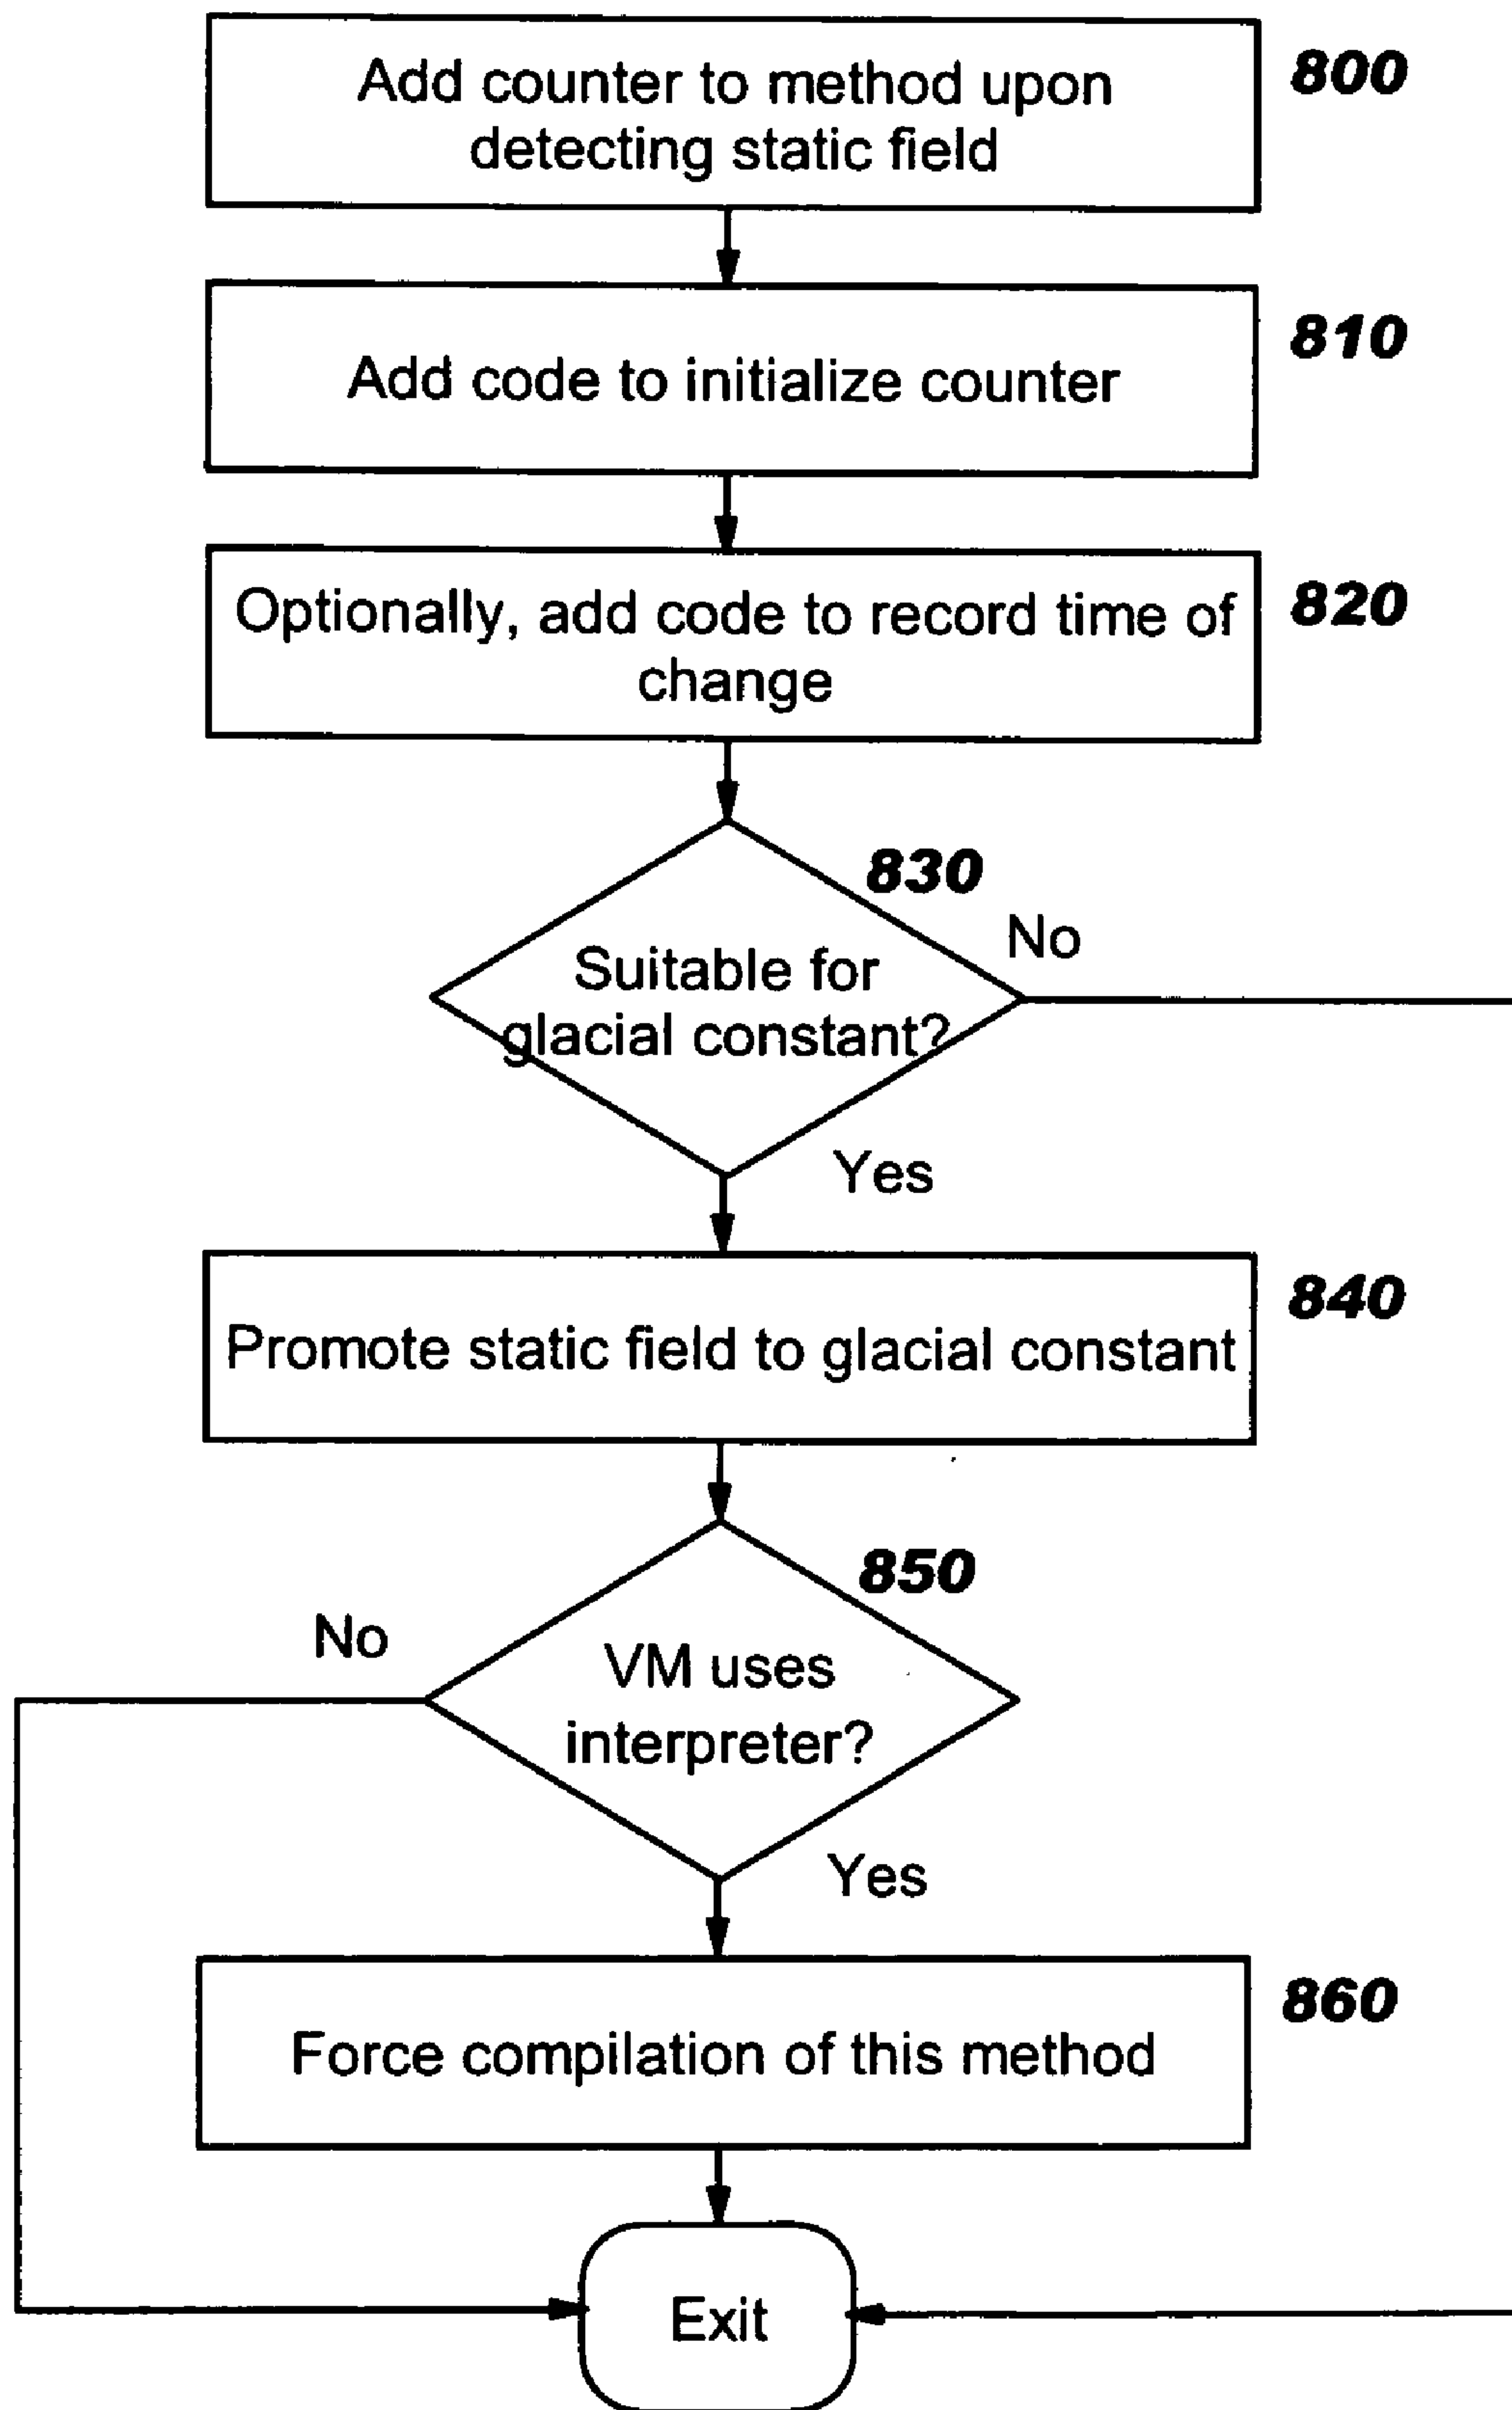 Add counter to method upon
detecting static field
800
Add code to initialize counter
810
Optionally, add code to record time of
change
820
830
Suitable for
glacial constant?
No
Yes
Promote static field to glacial constant
840
850
VM uses
interpreter?
No
Yes
Force compilation of this method
860
Exit